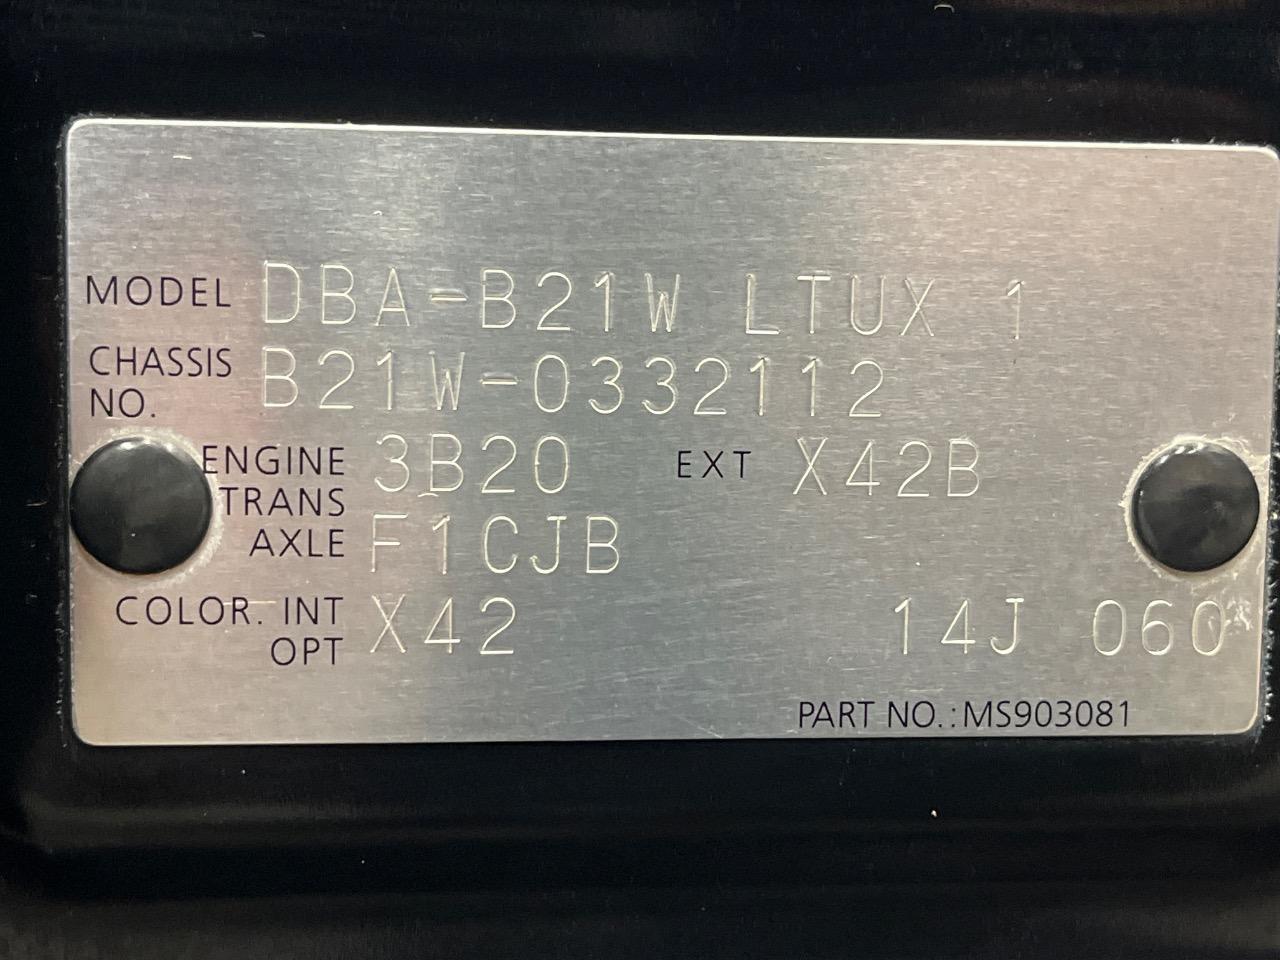 MODEL DBA-B21W LTUX 1
CHASSIS NO. B21W-0332112
ENGINE 3B20 EXT X42B
TRANS AXLE F1CJB
COLOR. INT OPT X42 14J 060
PART NO.:MS903081